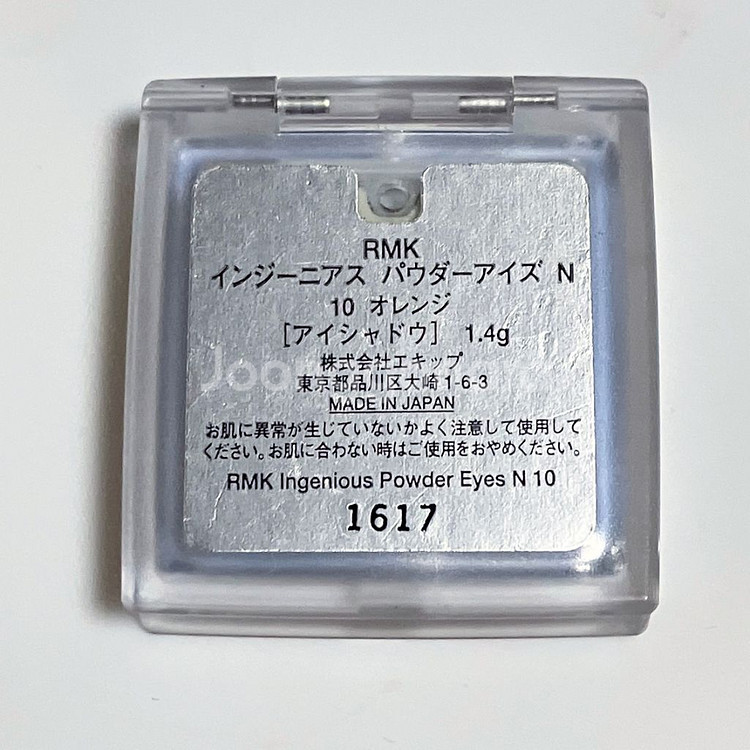 RMK
インジーニアス パウダーアイズ N
10 オレンジ
［アイシャドウ］ 1.4g
株式会社エキップ
東京都品川区大崎1-6-3
MADE IN JAPAN
お肌に異常が生じていないかよく注意して使用して
ください。お肌に合わない時はご使用をおやめください。
RMK Ingenious Powder Eyes N 10
1617